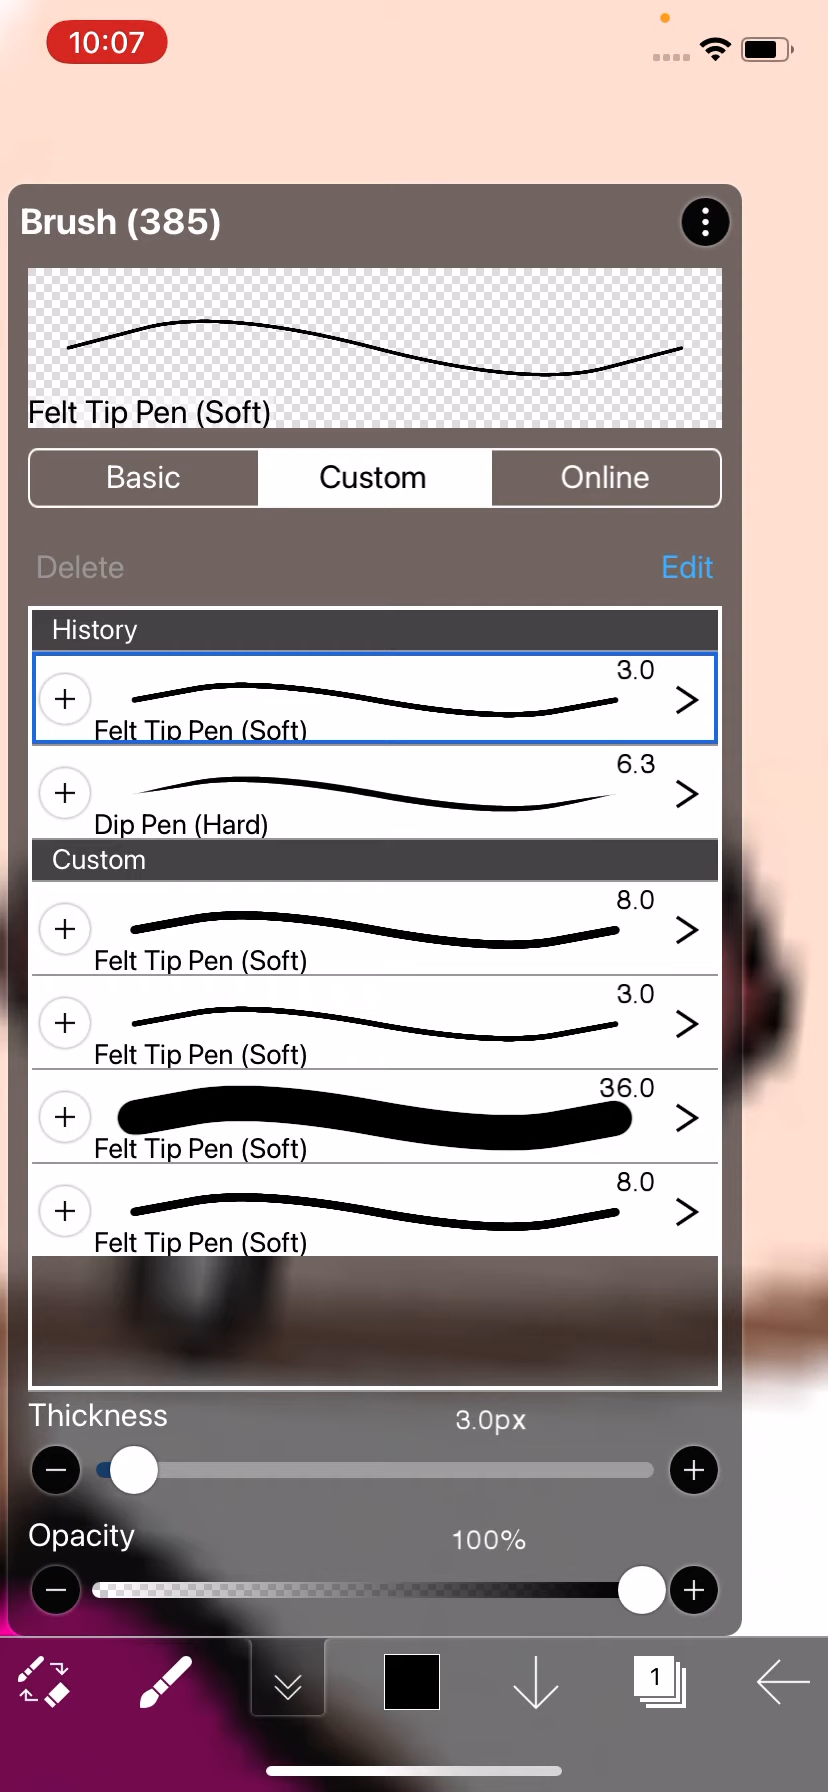 10:07
Brush (385)
Felt Tip Pen (Soft)
Basic Custom Online
Delete Edit
History
3.0
Felt Tip Pen (Soft)
6.3
Dip Pen (Hard)
Custom
8.0
Felt Tip Pen (Soft)
3.0
Felt Tip Pen (Soft)
36.0
Felt Tip Pen (Soft)
8.0
Felt Tip Pen (Soft)
Thickness 3.0px
Opacity 100%
1